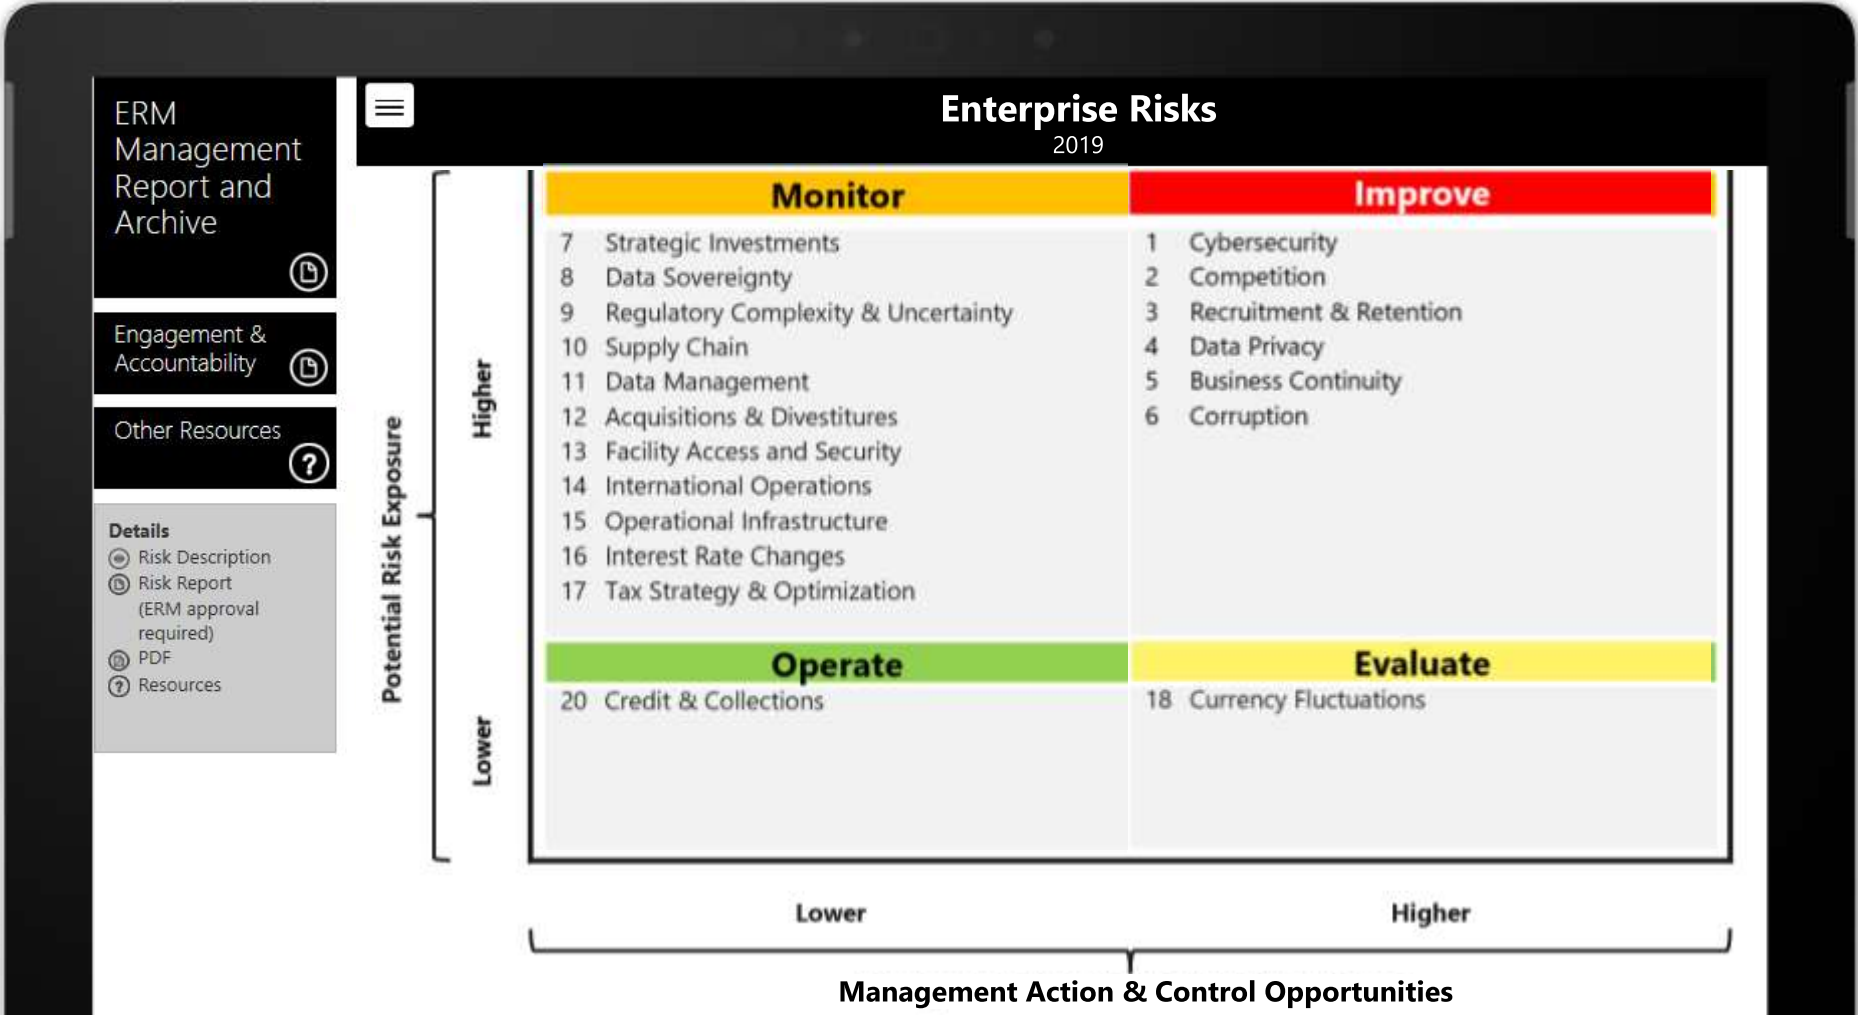 ERM
Management
Report and
Archive
Engagement &
Accountability
Other Resources
?
Details
Risk Description
Risk Report
(ERM approval
required)
PDF
? Resources
Enterprise Risks
2019
Potential Risk Exposure
Higher
Lower
Monitor
7 Strategic Investments
8 Data Sovereignty
9 Regulatory Complexity & Uncertainty
10 Supply Chain
11 Data Management
12 Acquisitions & Divestitures
13 Facility Access and Security
14 International Operations
15 Operational Infrastructure
16 Interest Rate Changes
17 Tax Strategy & Optimization
Improve
1 Cybersecurity
2 Competition
3 Recruitment & Retention
4 Data Privacy
5 Business Continuity
6 Corruption
Operate
20 Credit & Collections
Evaluate
18 Currency Fluctuations
Lower
Higher
Management Action & Control Opportunities